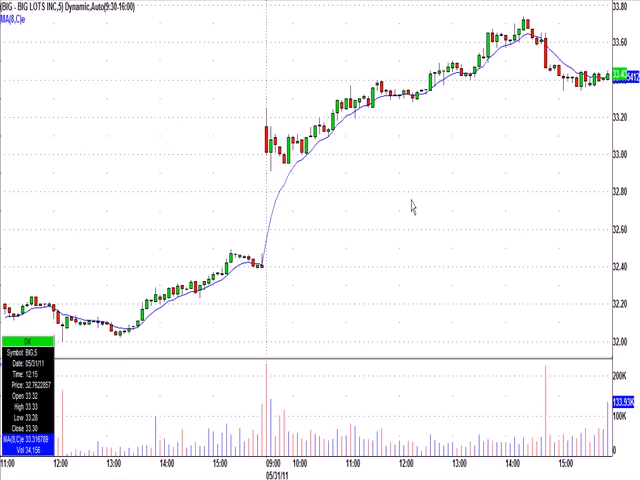 (BIG - BIG LOTS INC,5) Dynamic,Auto(9:30-16:00)
MA(8,C)e
33.80
33.60
33.20
33.00
32.80
32.60
32.40
32.20
32.00
OK
Symbol: BIG,5
Date: 05/31/11
Time: 12:15
Price: 32.7622857
Open 33.32
High 33.33
Low 33.28
Close 33.30
MA(8,C)e 33.316789
Vol 34,156
200K
133.93K
100K
0
11:00 12:00 13:00 14:00 15:00 9:30 10:00 11:00 12:00 13:00 14:00 15:00
05/31/11